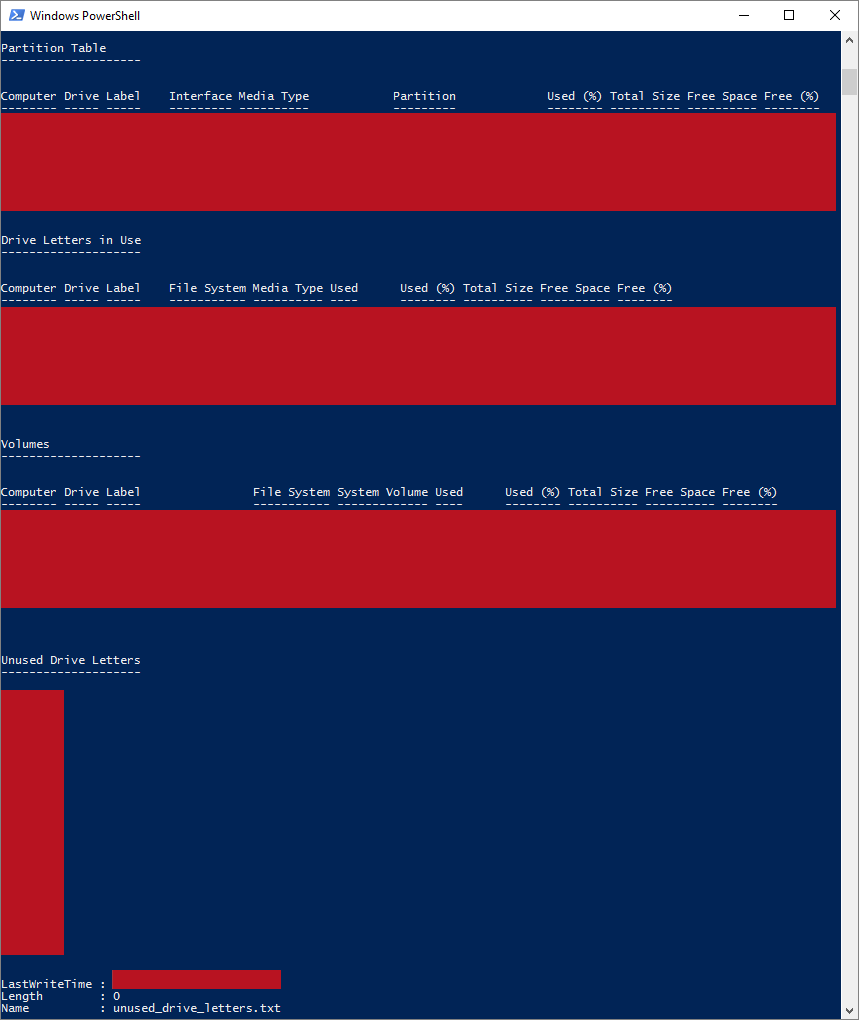 Windows PowerShell
Partition Table
--------------------
Computer Drive Label    Interface Media Type            Partition             Used (%) Total Size Free Space Free (%)
-------- ----- -----    --------- ----------            ---------             -------- ---------- ---------- --------
Drive Letters in Use
--------------------
Computer Drive Label    File System Media Type Used      Used (%) Total Size Free Space Free (%)
-------- ----- -----    ----------- ---------- ----      -------- ---------- ---------- --------
Volumes
--------------------
Computer Drive Label                File System System Volume Used      Used (%) Total Size Free Space Free (%)
-------- ----- -----                ----------- ------------- ----      -------- ---------- ---------- --------
Unused Drive Letters
--------------------
LastWriteTime :
Length        : 0
Name          : unused_drive_letters.txt